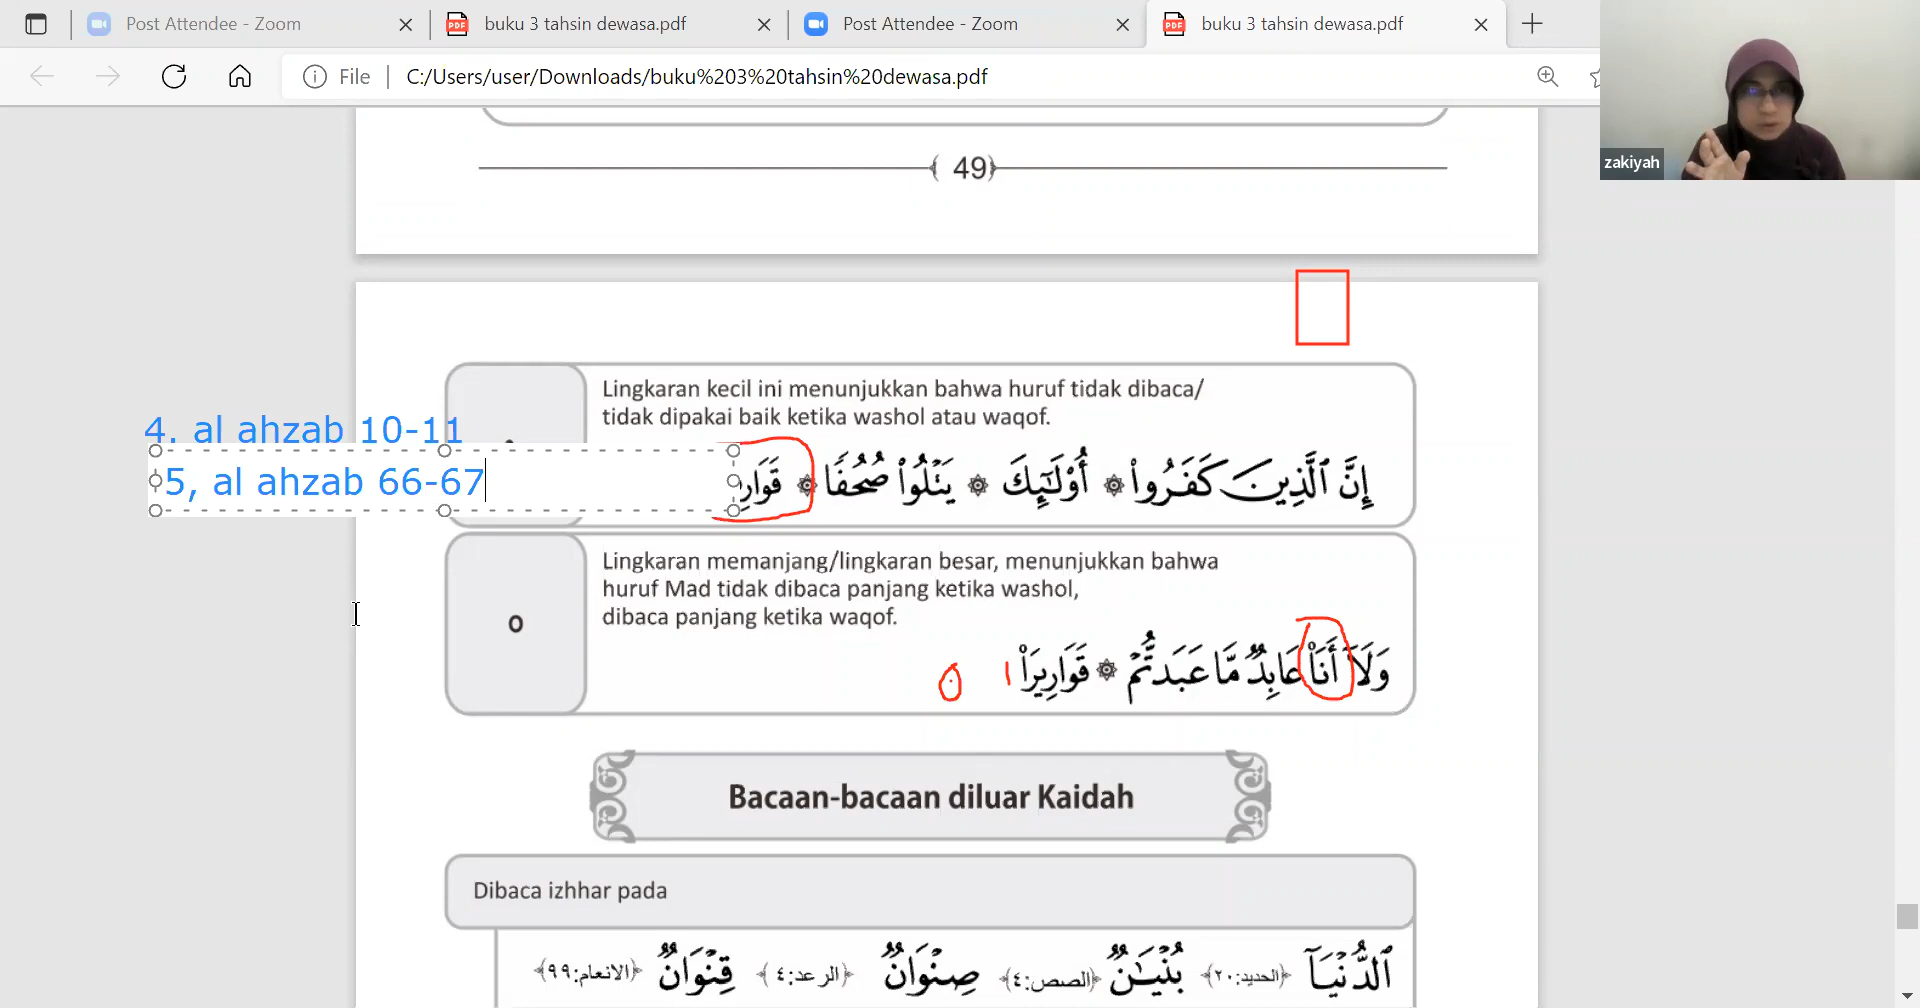 Post Attendee - Zoom
buku 3 tahsin dewasa.pdf
Post Attendee - Zoom
buku 3 tahsin dewasa.pdf
File
C:/Users/user/Downloads/buku%203%20tahsin%20dewasa.pdf
zakiyah
49
Lingkaran kecil ini menunjukkan bahwa huruf tidak dibaca/
tidak dipakai baik ketika washol atau waqof.
4. al ahzab 10-11
5, al ahzab 66-67
إِنَّ ٱلَّذِينَ كَفَرُوا۟ ۞ أُو۟لَـٰٓئِكَ ۞ يَتْلُوا۟ صُحُفًا ۞ قَوَارِ
Lingkaran memanjang/lingkaran besar, menunjukkan bahwa
huruf Mad tidak dibaca panjang ketika washol,
dibaca panjang ketika waqof.
o
وَلَآ أَنَا۠ عَابِدٌ مَّا عَبَدتُّمْ ۞ قَوَارِيرَا۠
Bacaan-bacaan diluar Kaidah
Dibaca izhhar pada
ٱلدُّنْيَآ ﴿الحديد:٢٠﴾ بُنْيَـٰنٌ ﴿الصص:٤﴾ صِنْوَانٌ ﴿الرعد:٤﴾ قِنْوَانٌ ﴿الانعام:٩٩﴾